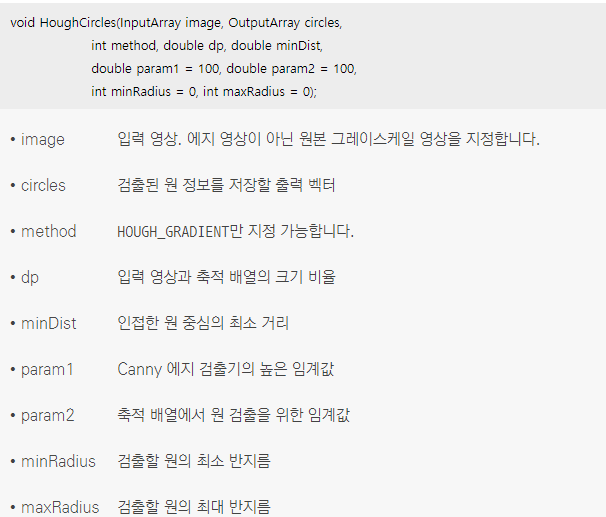 void HoughCircles(InputArray image, OutputArray circles,
int method, double dp, double minDist,
double param1 = 100, double param2 = 100,
int minRadius = 0, int maxRadius = 0);
• image 입력 영상. 에지 영상이 아닌 원본 그레이스케일 영상을 지정합니다.
• circles 검출된 원 정보를 저장할 출력 벡터
• method HOUGH_GRADIENT만 지정 가능합니다.
• dp 입력 영상과 축적 배열의 크기 비율
• minDist 인접한 원 중심의 최소 거리
• param1 Canny 에지 검출기의 높은 임계값
• param2 축적 배열에서 원 검출을 위한 임계값
• minRadius 검출할 원의 최소 반지름
• maxRadius 검출할 원의 최대 반지름